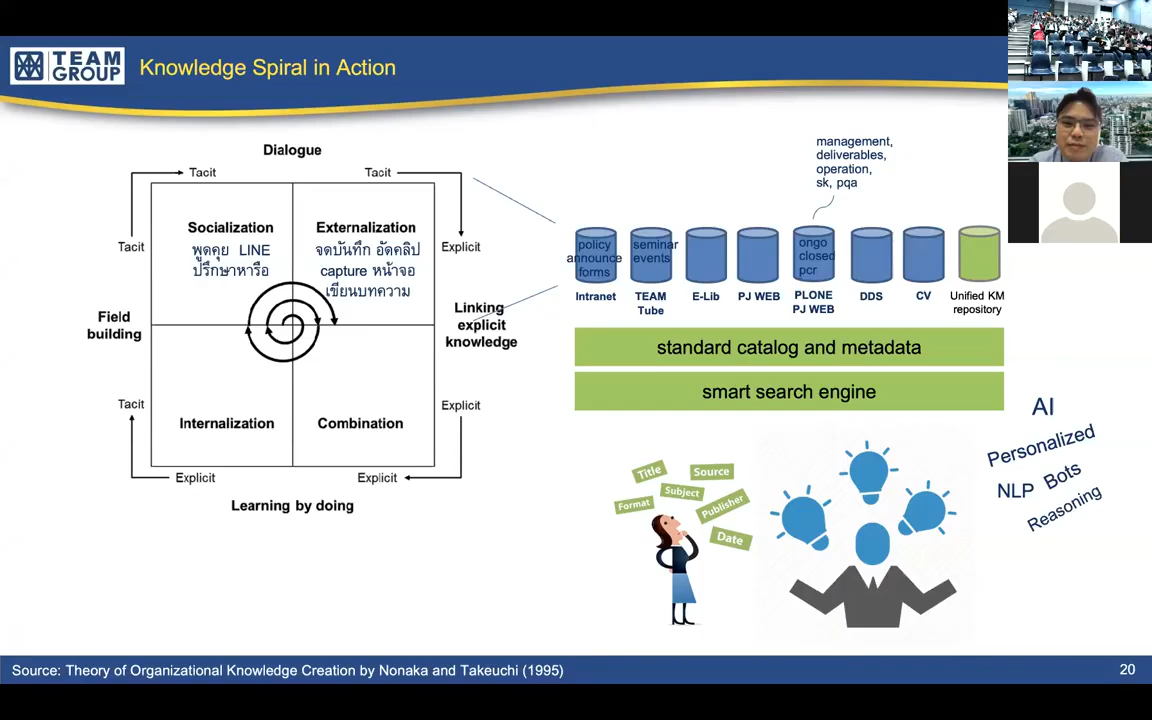 TEAM
GROUP
Knowledge Spiral in Action
Dialogue
Tacit
Tacit
Socialization
พูดคุย LINE
ปรึกษาหารือ
Externalization
จดบันทึก อัดคลิป
capture หน้าจอ
เขียนบทความ
Tacit
Explicit
Field
building
Linking
explicit
knowledge
Tacit
Explicit
Internalization
Combination
Explicit
Explicit
Learning by doing
management,
deliverables,
operation,
sk, pqa
policy
announce
forms
seminar
events
ongo
closed
pcr
Intranet
TEAM
Tube
E-Lib
PJ WEB
PLONE
PJ WEB
DDS
CV
Unified KM
repository
standard catalog and metadata
smart search engine
AI
Personalized
NLP Bots
Reasoning
Title
Source
Format
Subject
Publisher
Date
Source: Theory of Organizational Knowledge Creation by Nonaka and Takeuchi (1995)
20